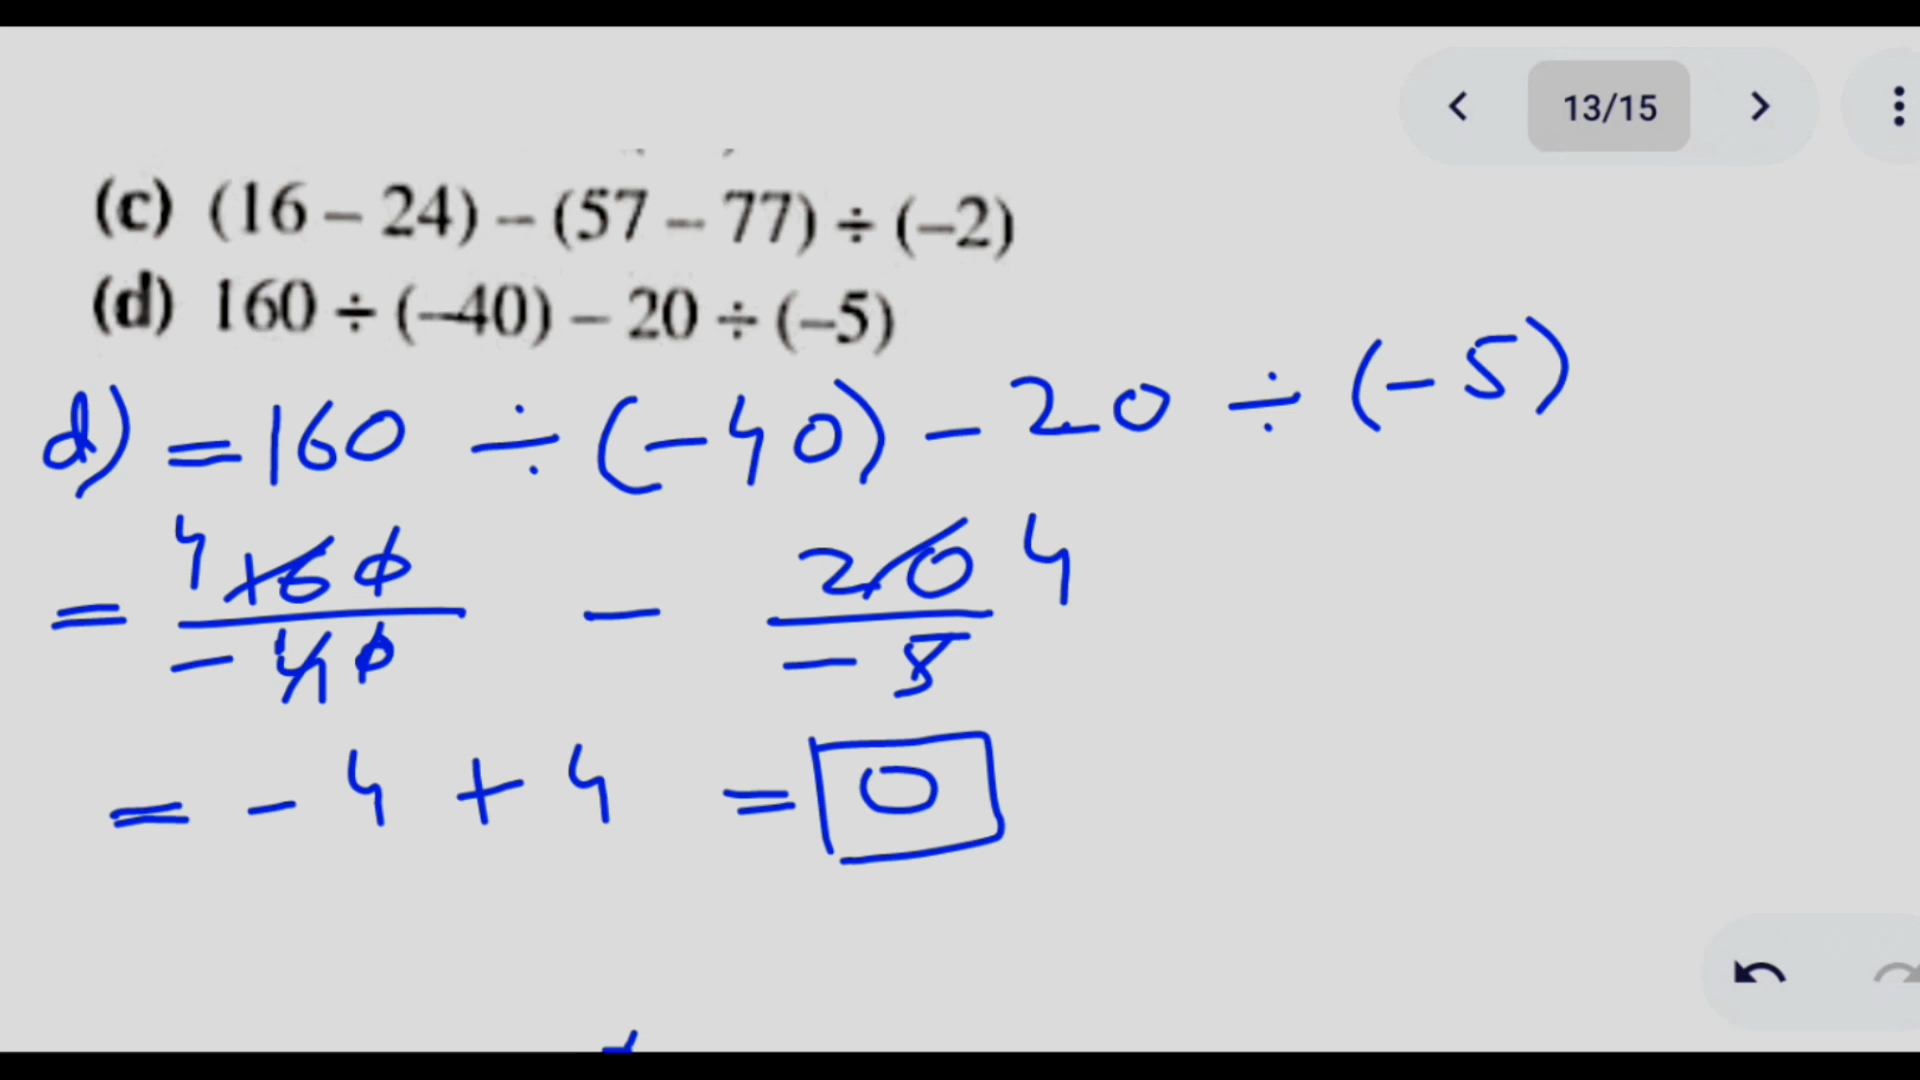 13/15
(c) (16 – 24) – (57 – 77) ÷ (–2)
(d) 160 ÷ (–40) – 20 ÷ (–5)
d) = 160 ÷ (-40) - 20 ÷ (-5)
= 4 160/-40 - 20/-5 4
= -4 + 4 = 0